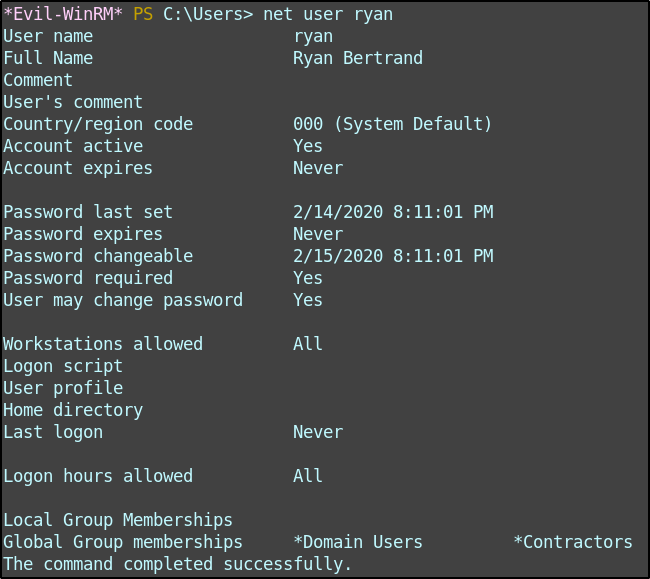 *Evil-WinRM* PS C:\Users> net user ryan
User name                    ryan
Full Name                    Ryan Bertrand
Comment
User's comment
Country/region code          000 (System Default)
Account active               Yes
Account expires              Never

Password last set            2/14/2020 8:11:01 PM
Password expires             Never
Password changeable          2/15/2020 8:11:01 PM
Password required            Yes
User may change password     Yes

Workstations allowed         All
Logon script
User profile
Home directory
Last logon                   Never

Logon hours allowed          All

Local Group Memberships
Global Group memberships     *Domain Users         *Contractors
The command completed successfully.